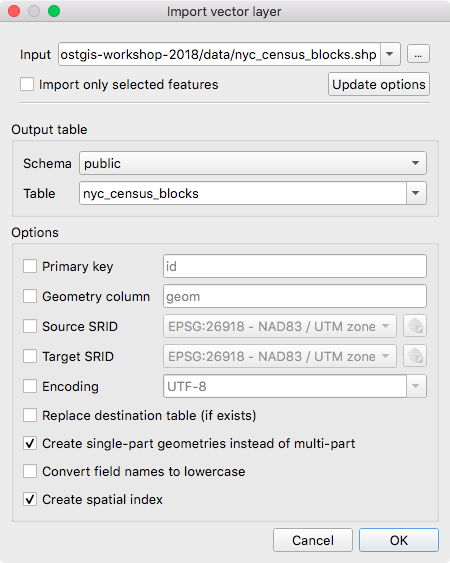 Import vector layer
Input ostgis-workshop-2018/data/nyc_census_blocks.shp ...
Import only selected features Update options
Output table
Schema public
Table nyc_census_blocks
Options
Primary key id
Geometry column geom
Source SRID EPSG:26918 - NAD83 / UTM zone
Target SRID EPSG:26918 - NAD83 / UTM zone
Encoding UTF-8
Replace destination table (if exists)
Create single-part geometries instead of multi-part
Convert field names to lowercase
Create spatial index
Cancel OK